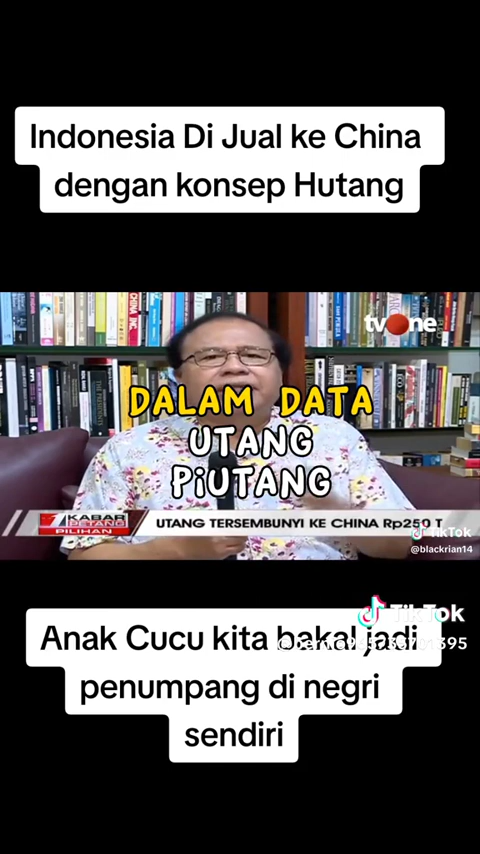 Indonesia Di Jual ke China
dengan konsep Hutang
tvOne
DALAM DATA
UTANG
PiUTANG
KABAR
PETANG
PILIHAN
UTANG TERSEMBUNYI KE CHINA Rp250 T
TikTok
@blackrian14
TikTok
Anak Cucu kita bakal jadi
penumpang di negri
sendiri